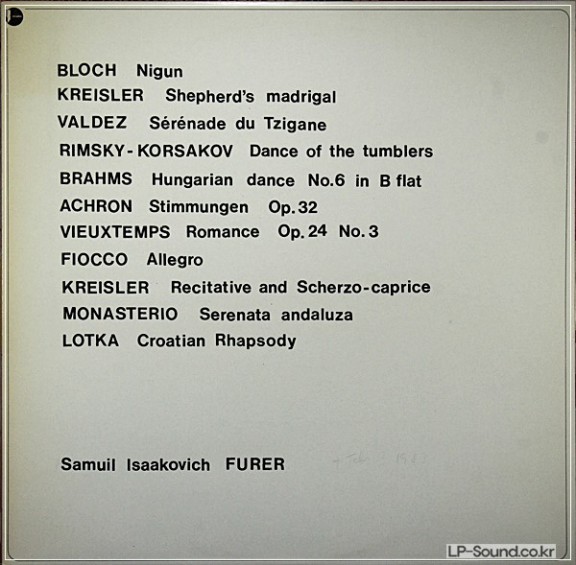 BLOCH Nigun
KREISLER Shepherd's madrigal
VALDEZ Sérénade du Tzigane
RIMSKY-KORSAKOV Dance of the tumblers
BRAHMS Hungarian dance No.6 in B flat
ACHRON Stimmungen Op.32
VIEUXTEMPS Romance Op.24 No.3
FIOCCO Allegro
KREISLER Recitative and Scherzo-caprice
MONASTERIO Serenata andaluza
LOTKA Croatian Rhapsody
Samuil Isaakovich FURER
LP-Sound.co.kr